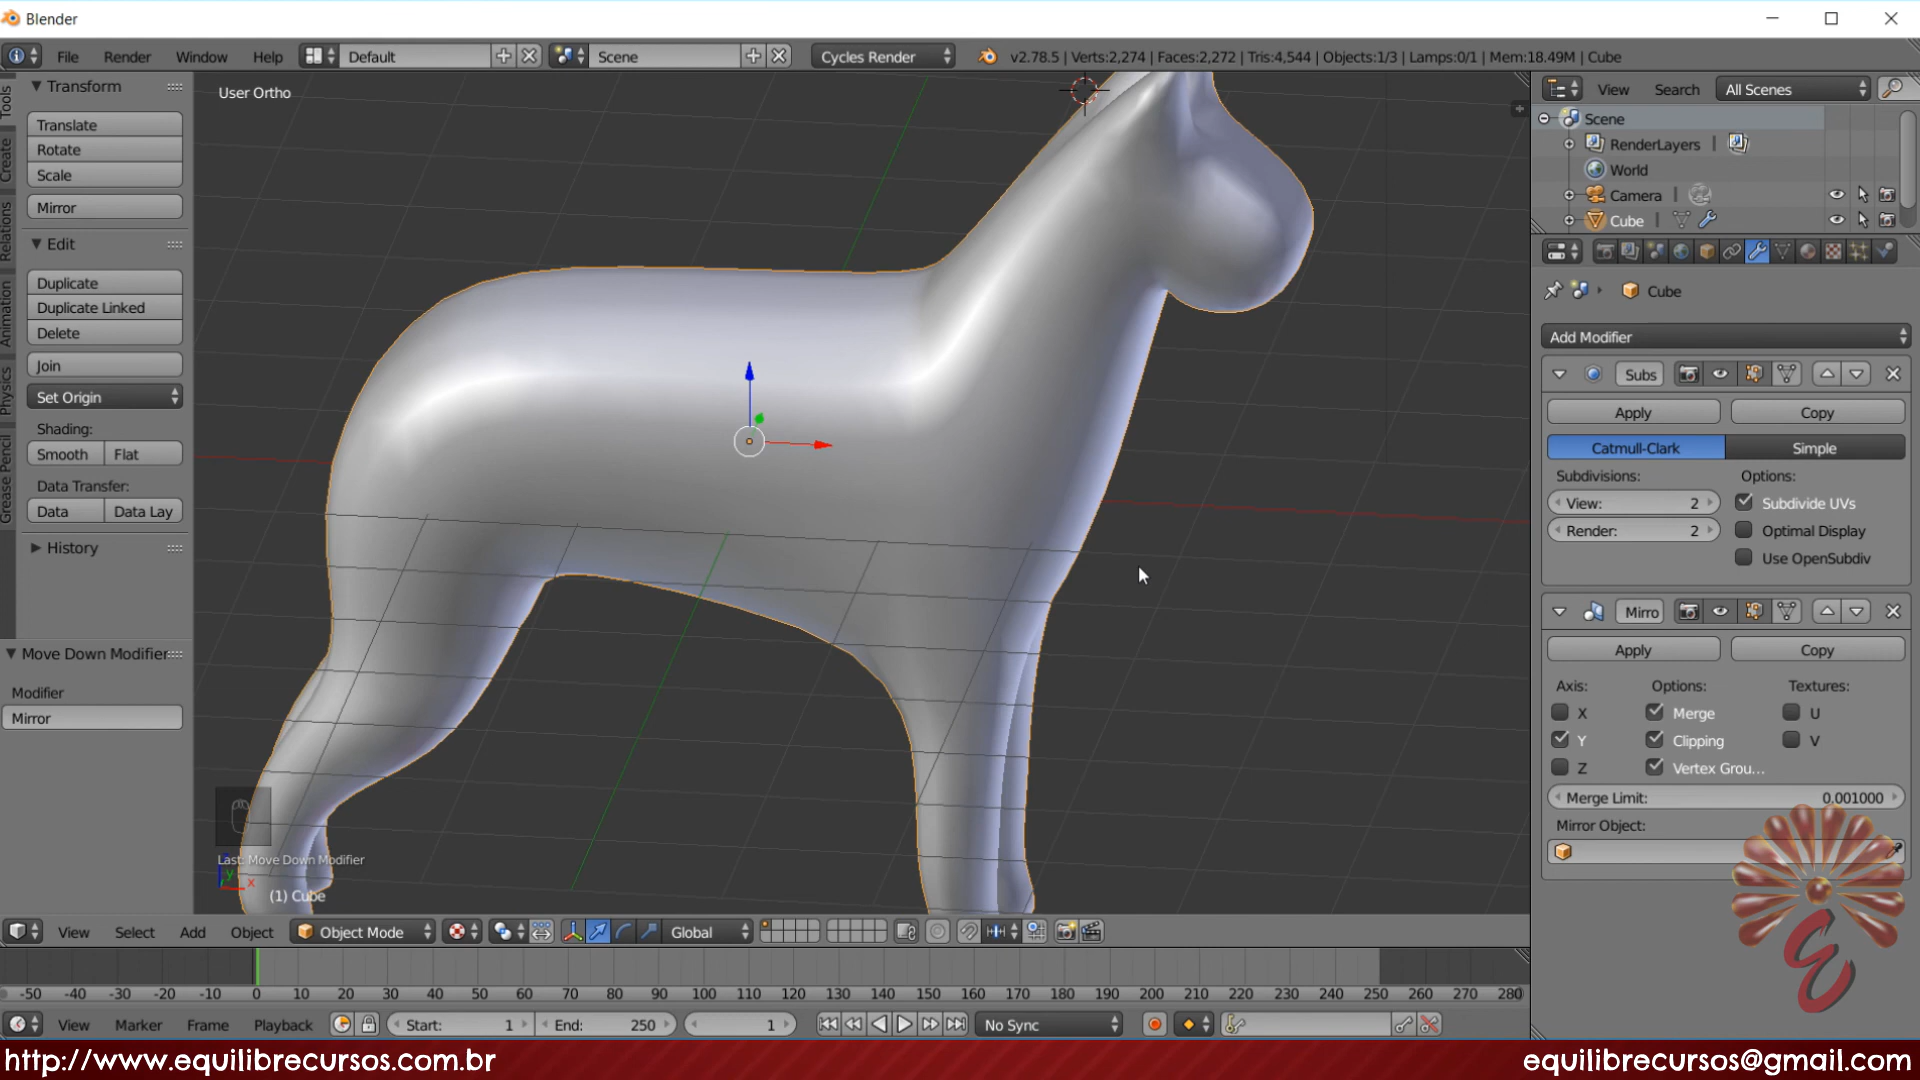 Blender
File Render Window Help Default Scene Cycles Render v2.78.5 | Verts:2,274 | Faces:2,272 | Tris:4,544 | Objects:1/3 | Lamps:0/1 | Mem:18.49M | Cube
Tools
Create
Relations
Animation
Physics
Grease Pencil
Transform
Translate
Rotate
Scale
Mirror
Edit
Duplicate
Duplicate Linked
Delete
Join
Set Origin
Shading:
Smooth Flat
Data Transfer:
Data Data Lay
History
Move Down Modifier
Modifier
Mirror
User Ortho
Last: Move Down Modifier
y
x
(1) Cube
View Search All Scenes
Scene
RenderLayers
World
Camera
Cube
Cube
Add Modifier
Subs
Apply Copy
Catmull-Clark Simple
Subdivisions: Options:
View: 2 Subdivide UVs
Render: 2 Optimal Display
Use OpenSubdiv
Mirro
Apply Copy
Axis: Options: Textures:
X Merge U
Y Clipping V
Z Vertex Grou...
Merge Limit: 0.001000
Mirror Object:
View Select Add Object Object Mode Global
-50 -40 -30 -20 -10 0 10 20 30 40 50 60 70 80 90 100 110 120 130 140 150 160 170 180 190 200 210 220 230 240 250 260 270 280
View Marker Frame Playback Start: 1 End: 250 1 No Sync
http://www.equilibrecursos.com.br equilibrecursos@gmail.com